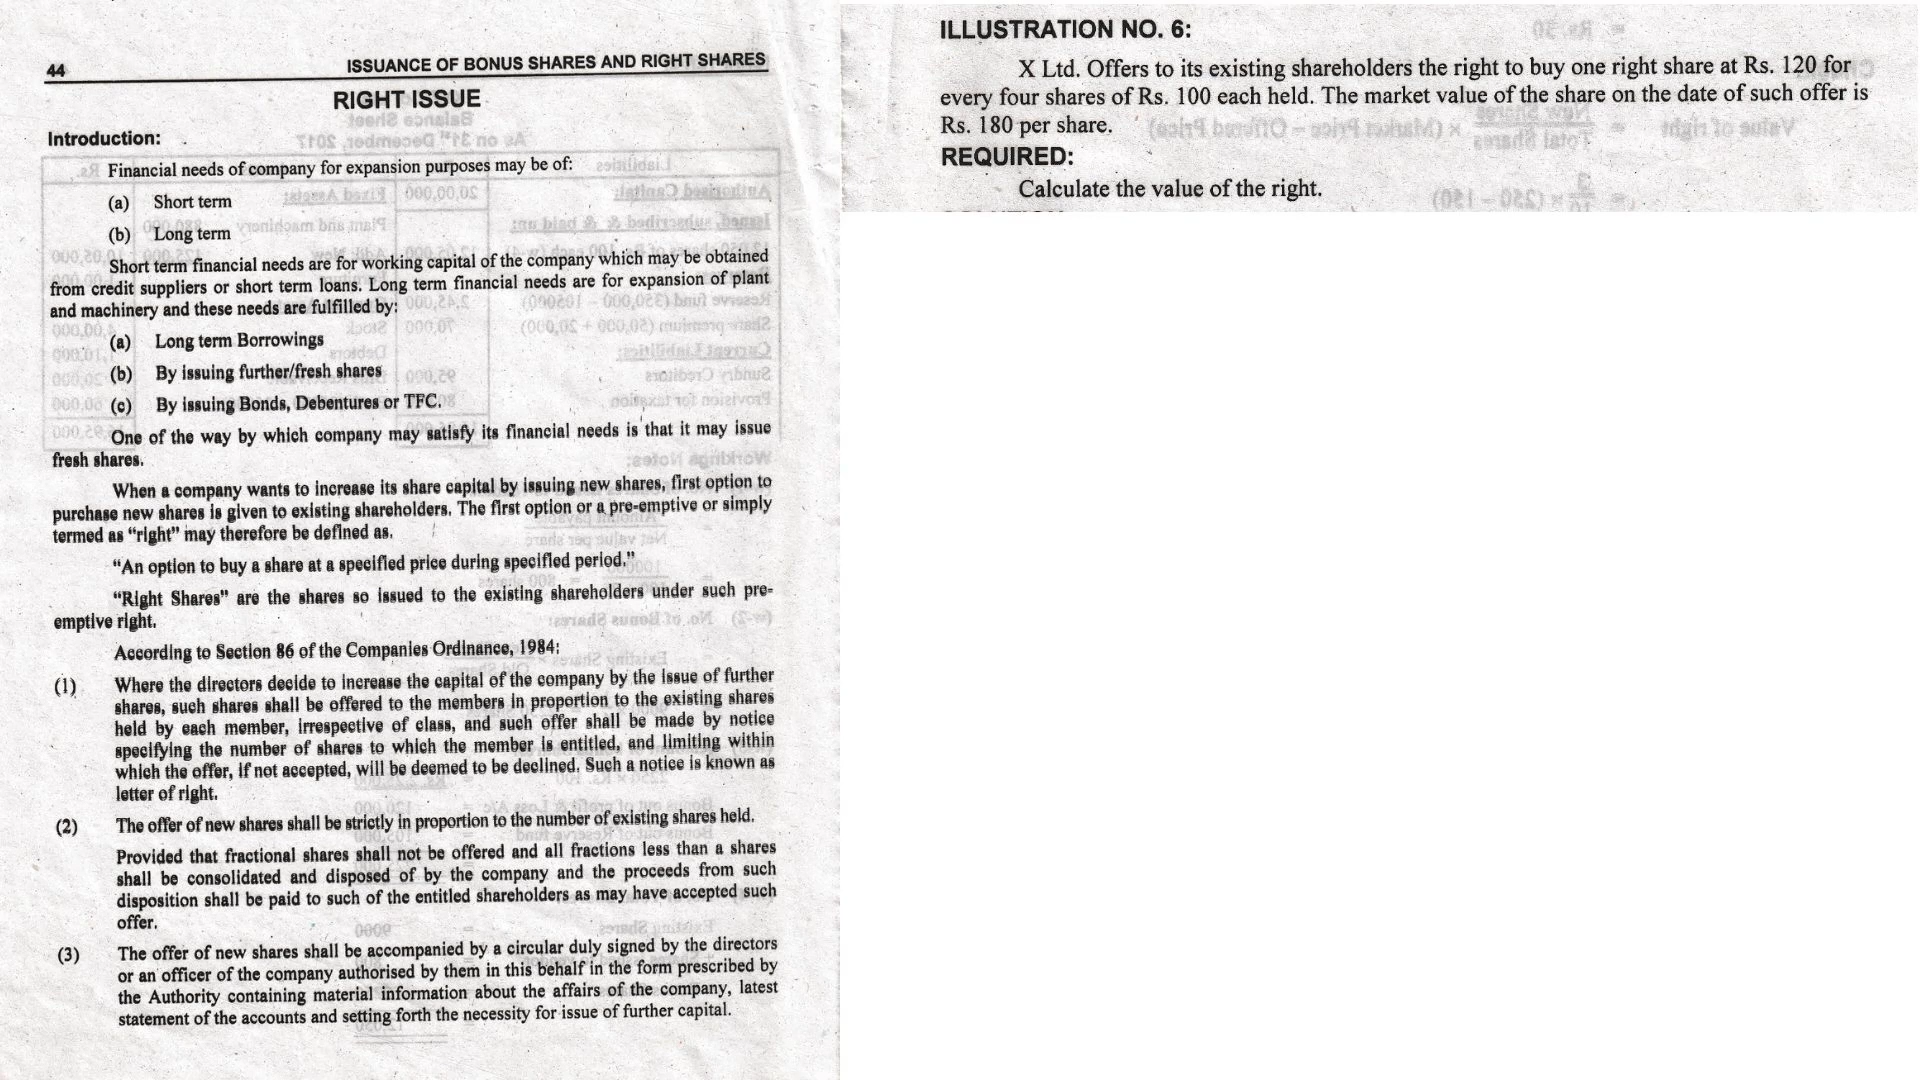 44
ISSUANCE OF BONUS SHARES AND RIGHT SHARES
RIGHT ISSUE
Introduction:
Financial needs of company for expansion purposes may be of:
(a) Short term
(b) Long term
Short term financial needs are for working capital of the company which may be obtained
from credit suppliers or short term loans. Long term financial needs are for expansion of plant
and machinery and these needs are fulfilled by:
(a) Long term Borrowings
(b) By issuing further/fresh shares
(c) By issuing Bonds, Debentures or TFC.
One of the way by which company may satisfy its financial needs is that it may issue
fresh shares.
When a company wants to increase its share capital by issuing new shares, first option to
purchase new shares is given to existing shareholders. The first option or a pre-emptive or simply
termed as “right” may therefore be defined as.
“An option to buy a share at a specified price during specified period.”
“Right Shares” are the shares so issued to the existing shareholders under such pre-
emptive right.
According to Section 86 of the Companies Ordinance, 1984:
(1) Where the directors decide to increase the capital of the company by the issue of further
shares, such shares shall be offered to the members in proportion to the existing shares
held by each member, irrespective of class, and such offer shall be made by notice
specifying the number of shares to which the member is entitled, and limiting within
which the offer, if not accepted, will be deemed to be declined. Such a notice is known as
letter of right.
(2) The offer of new shares shall be strictly in proportion to the number of existing shares held.
Provided that fractional shares shall not be offered and all fractions less than a shares
shall be consolidated and disposed of by the company and the proceeds from such
disposition shall be paid to such of the entitled shareholders as may have accepted such
offer.
(3) The offer of new shares shall be accompanied by a circular duly signed by the directors
or an officer of the company authorised by them in this behalf in the form prescribed by
the Authority containing material information about the affairs of the company, latest
statement of the accounts and setting forth the necessity for issue of further capital.
ILLUSTRATION NO. 6:
X Ltd. Offers to its existing shareholders the right to buy one right share at Rs. 120 for
every four shares of Rs. 100 each held. The market value of the share on the date of such offer is
Rs. 180 per share.
REQUIRED:
Calculate the value of the right.